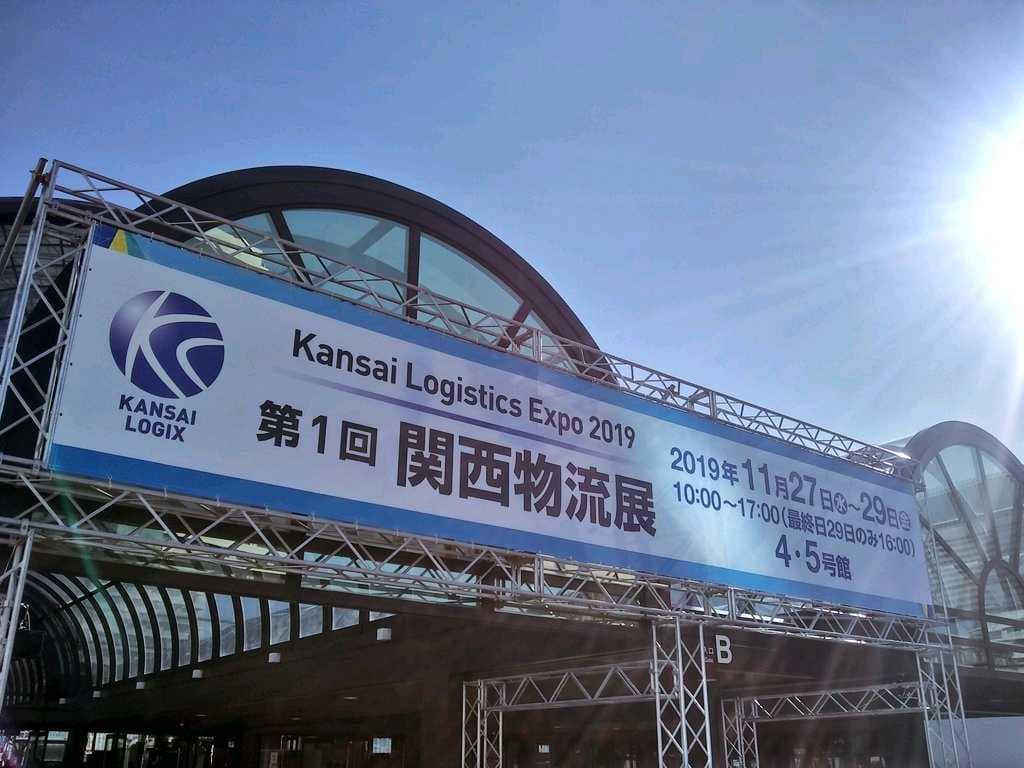 KANSAI
LOGIX
Kansai Logistics Expo 2019
第1回 関西物流展
2019年11月27日(水)～29日(金)
10:00～17:00(最終日29日のみ16:00)
4・5号館
B